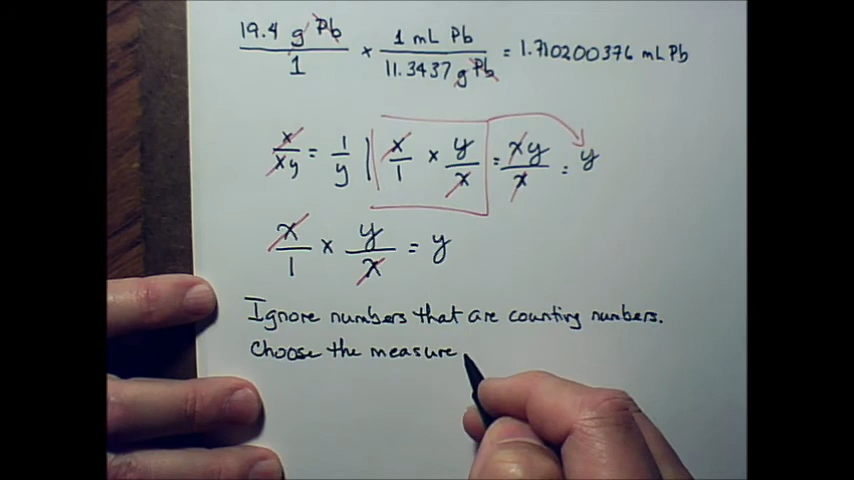 19.4 g Pb / 1 × 1 mL Pb / 11.3437 g Pb = 1.710200376 mL Pb
x / xy = 1 / y | x / 1 × y / x = xy / x = y
x / 1 × y / x = y
Ignore numbers that are counting numbers.
Choose the measure